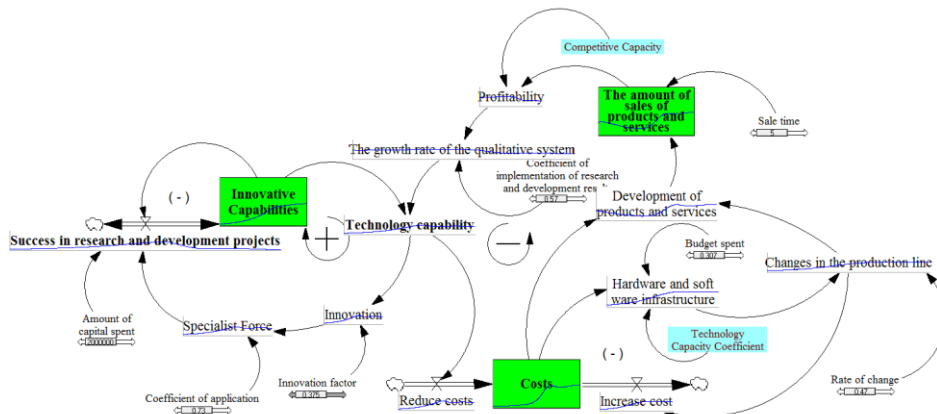 Competitive Capacity
Profitability
The amount of
sales of
products and
services
Sale time
5
The growth rate of the qualitative system
Coefficient of
implementation of research
and development
0.57
( - )
Innovative
Capabilities
Success in research and development projects
Technology capability
Development of
products and services
Budget spent
0.307
Changes in the production line
Hardware and soft
ware infrastructure
Technology
Capacity Coefficient
Amount of
capital spent
2000000
Specialist Force
Innovation
( - )
Coefficient of application
0.73
Innovation factor
0.375
Reduce costs
Costs
Increase cost
Rate of change
0.47